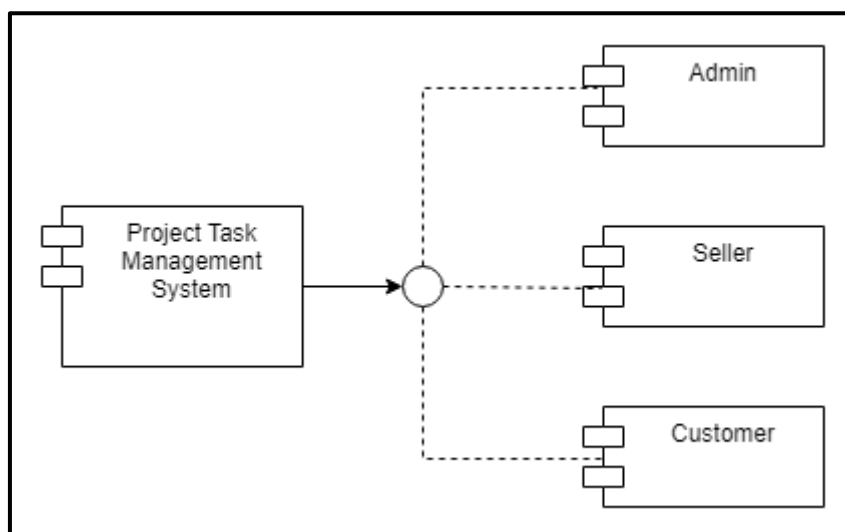 Admin
Project Task
Management
System
Seller
Customer